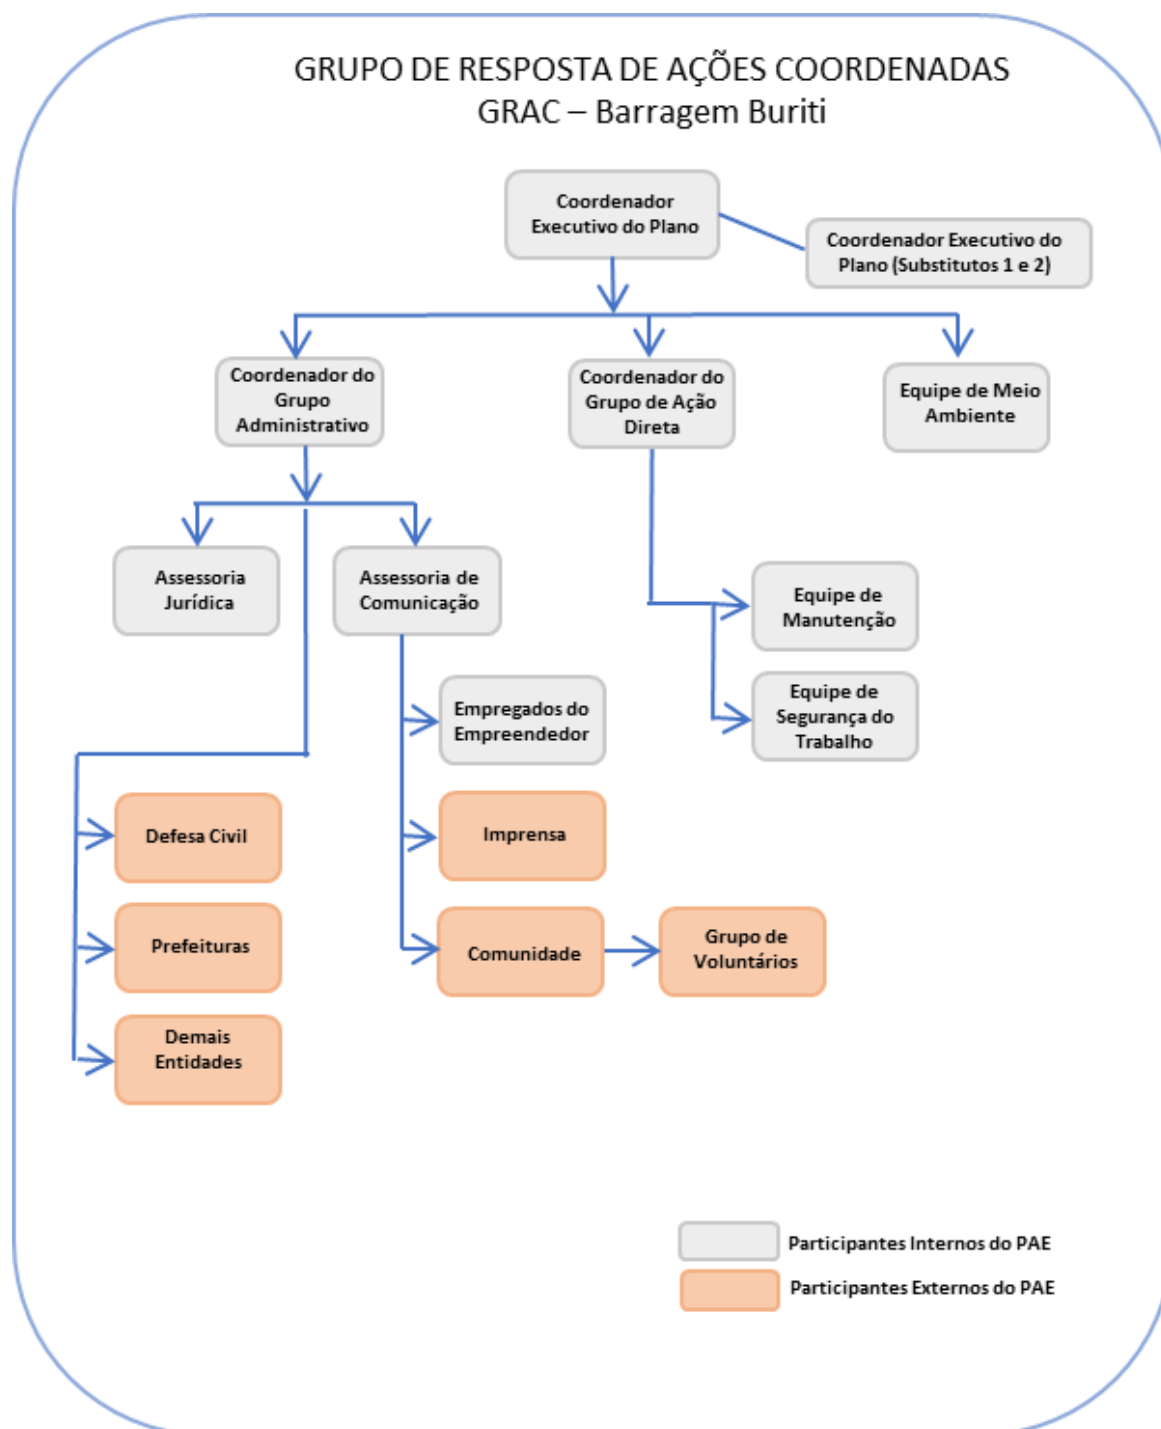 GRUPO DE RESPOSTA DE AÇÕES COORDENADAS
GRAC – Barragem Buriti
Coordenador
Executivo do Plano
Coordenador Executivo do
Plano (Substitutos 1 e 2)
Coordenador do
Grupo
Administrativo
Coordenador do
Grupo de Ação
Direta
Equipe de Meio
Ambiente
Assessoria
Jurídica
Assessoria de
Comunicação
Equipe de
Manutenção
Empregados do
Empreendedor
Equipe de
Segurança do
Trabalho
Defesa Civil
Imprensa
Prefeituras
Comunidade
Grupo de
Voluntários
Demais
Entidades
Participantes Internos do PAE
Participantes Externos do PAE